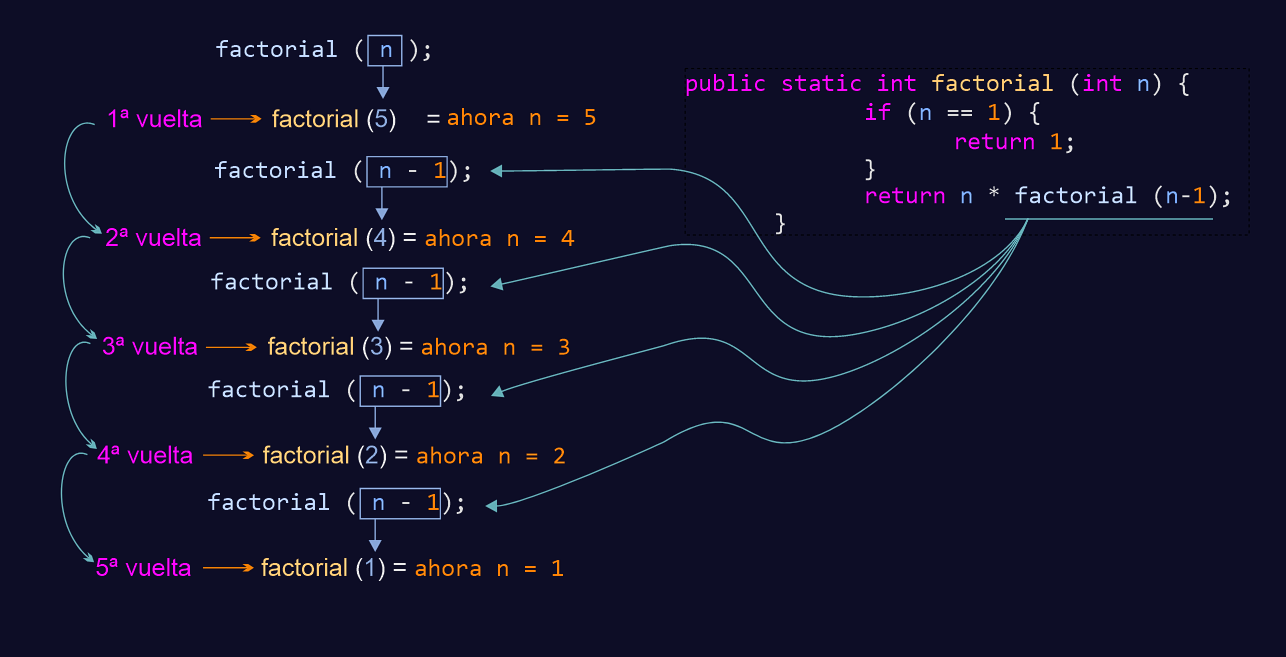 factorial (n);
1ª vuelta factorial (5) = ahora n = 5
factorial (n - 1);
2ª vuelta factorial (4) = ahora n = 4
factorial (n - 1);
3ª vuelta factorial (3) = ahora n = 3
factorial (n - 1);
4ª vuelta factorial (2) = ahora n = 2
factorial (n - 1);
5ª vuelta factorial (1) = ahora n = 1
public static int factorial (int n) {
if (n == 1) {
return 1;
}
return n * factorial (n-1);
}